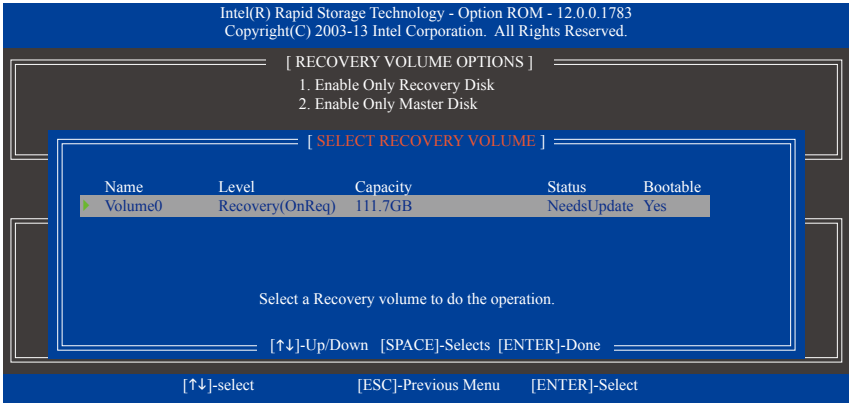 Intel(R) Rapid Storage Technology - Option ROM - 12.0.0.1783
Copyright(C) 2003-13 Intel Corporation. All Rights Reserved.
[ RECOVERY VOLUME OPTIONS ]
1. Enable Only Recovery Disk
2. Enable Only Master Disk
[ SELECT RECOVERY VOLUME ]
Name Level Capacity Status Bootable
Volume0 Recovery(OnReq) 111.7GB NeedsUpdate Yes
Select a Recovery volume to do the operation.
[↑↓]-Up/Down [SPACE]-Selects [ENTER]-Done
[↑↓]-select [ESC]-Previous Menu [ENTER]-Select